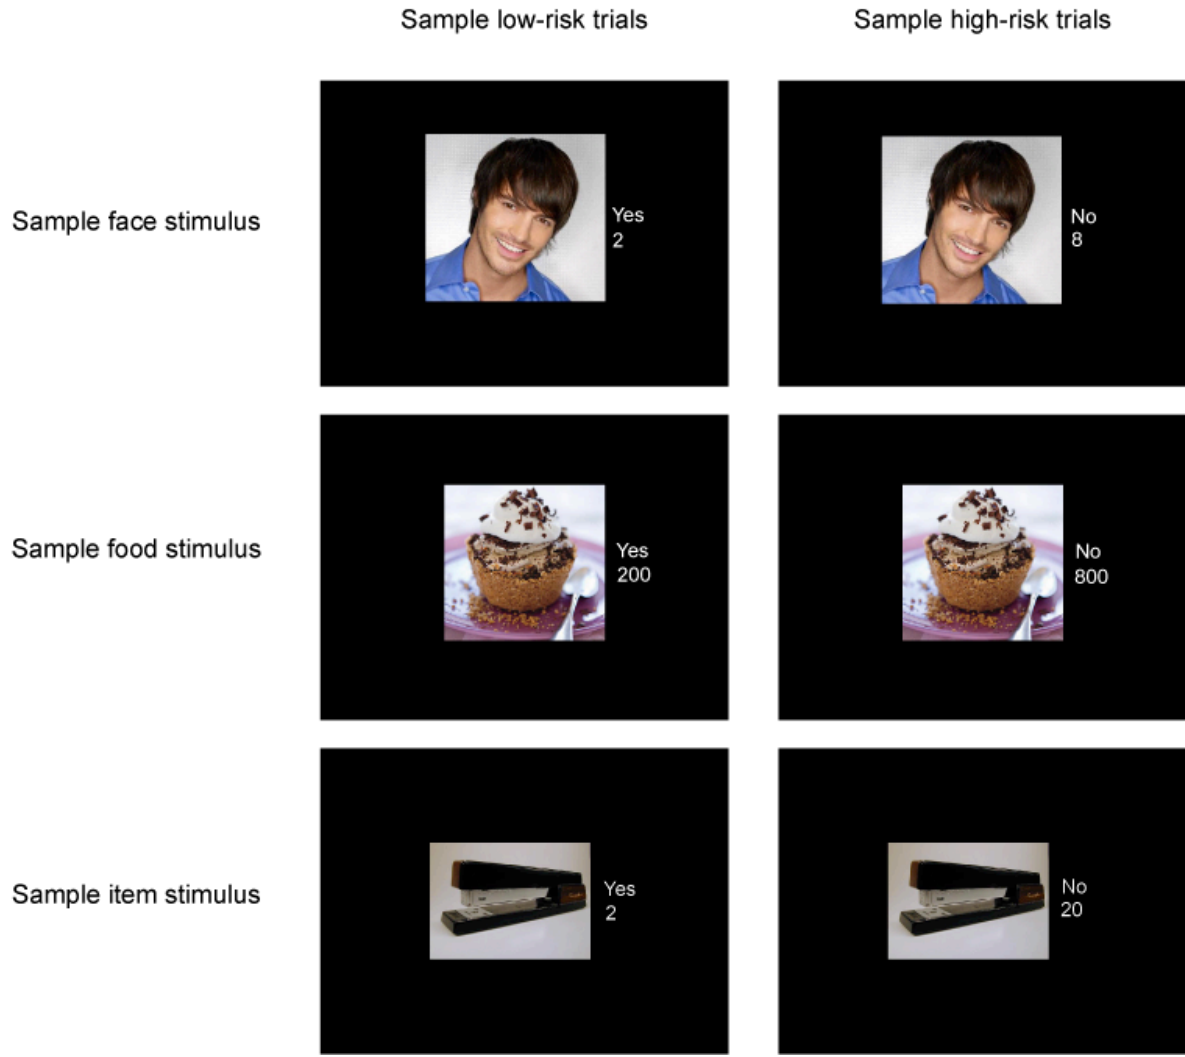 Sample low-risk trials
Sample high-risk trials
Sample face stimulus
Yes
2
No
8
Sample food stimulus
Yes
200
No
800
Sample item stimulus
Yes
2
No
20